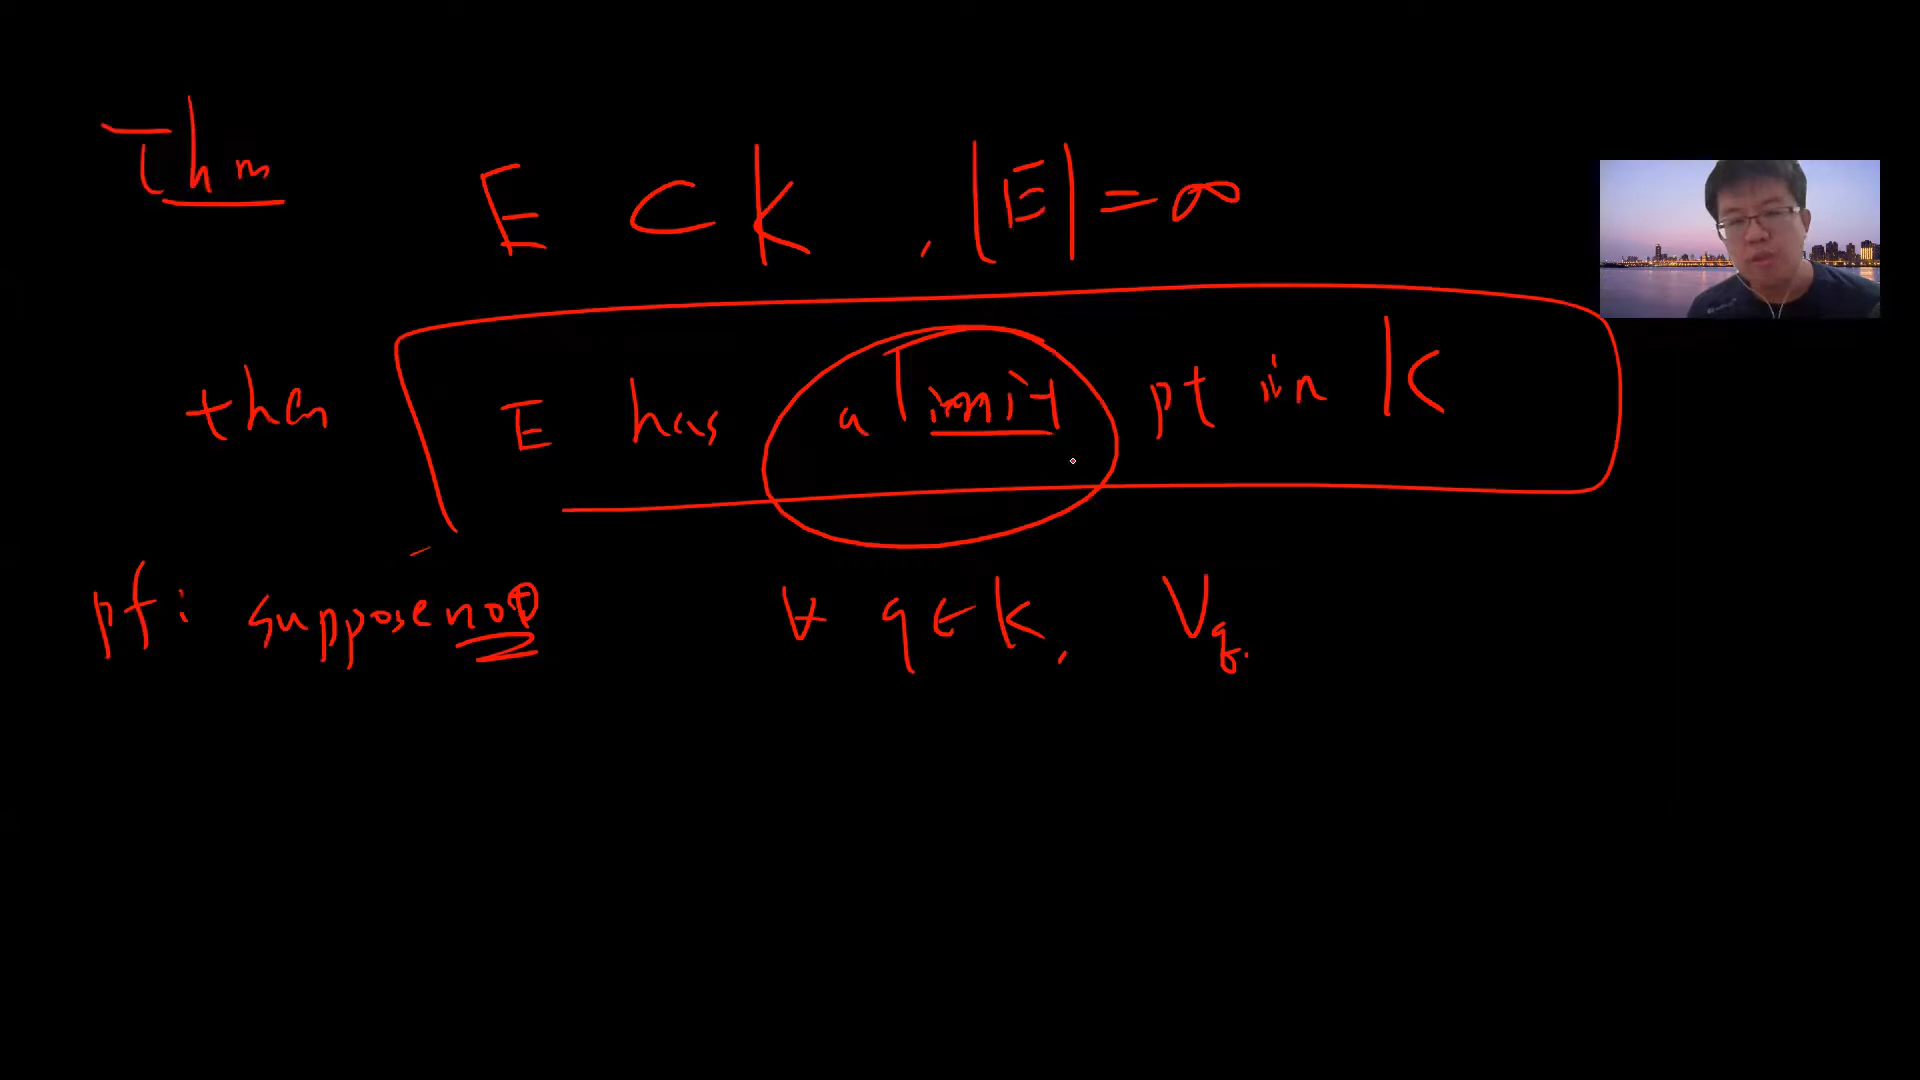 Thm
E ⊂ K , |E| = ∞
then E has a limit pt in K
pf: suppose not ∀ q ∈ K, V_q.